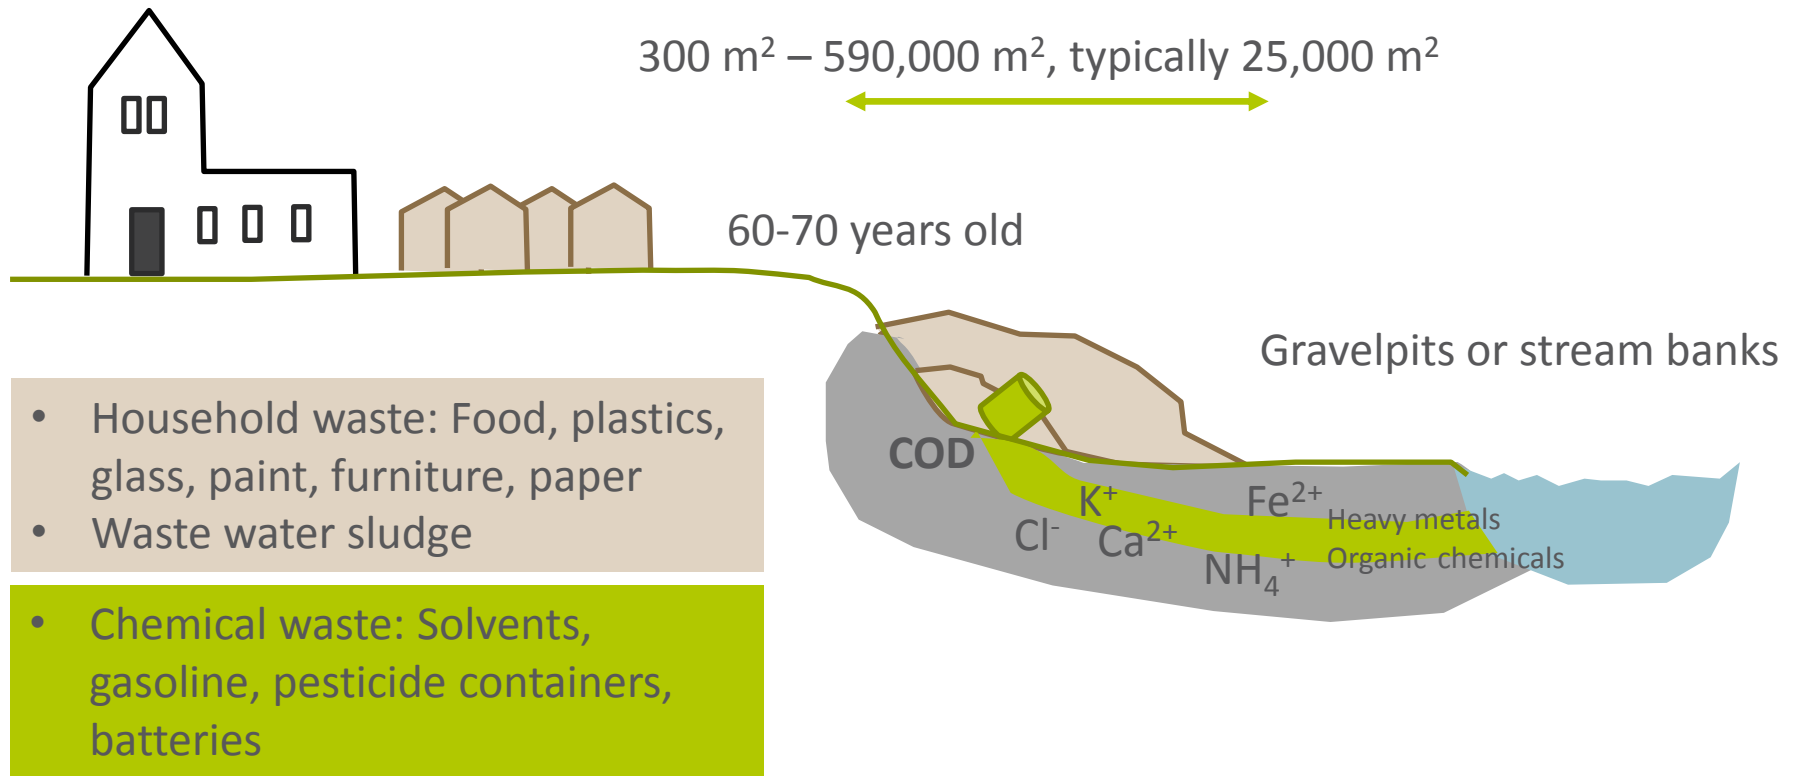 300 m² – 590,000 m², typically 25,000 m²
60-70 years old
Gravelpits or stream banks
• Household waste: Food, plastics,
glass, paint, furniture, paper
• Waste water sludge
• Chemical waste: Solvents,
gasoline, pesticide containers,
batteries
COD
K⁺
Fe²⁺
Heavy metals
Cl⁻
Ca²⁺
NH₄⁺
Organic chemicals